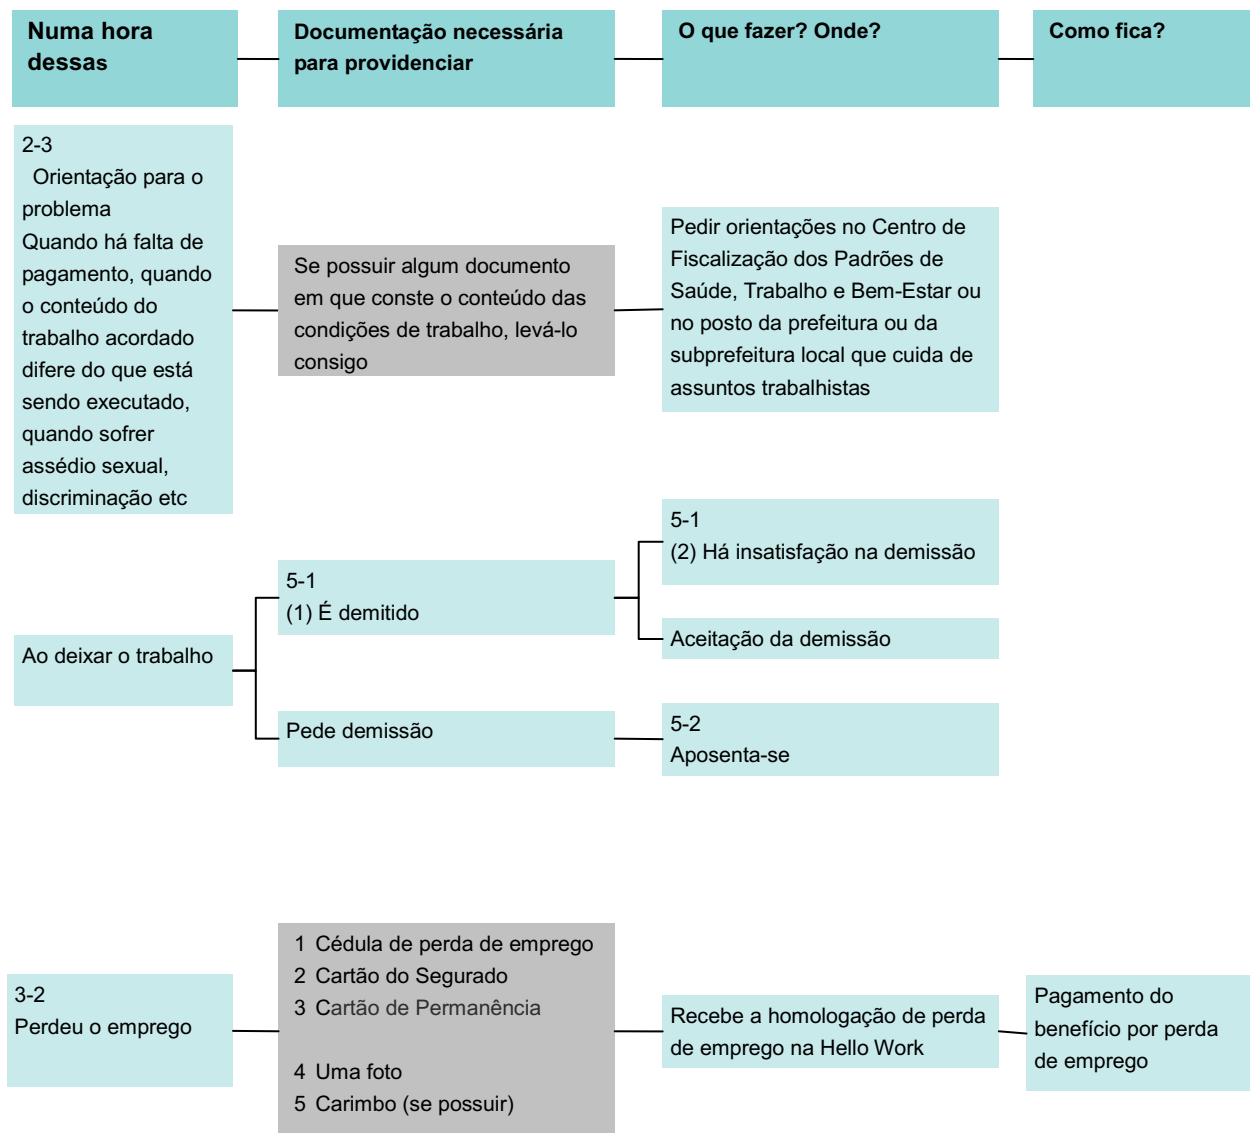 Numa hora
dessas
Documentação necessária
para providenciar
O que fazer? Onde?
Como fica?
2-3
Orientação para o
problema
Quando há falta de
pagamento, quando
o conteúdo do
trabalho acordado
difere do que está
sendo executado,
quando sofrer
assédio sexual,
discriminação etc
Se possuir algum documento
em que conste o conteúdo das
condições de trabalho, levá-lo
consigo
Pedir orientações no Centro de
Fiscalização dos Padrões de
Saúde, Trabalho e Bem-Estar ou
no posto da prefeitura ou da
subprefeitura local que cuida de
assuntos trabalhistas
Ao deixar o trabalho
5-1
(1) É demitido
5-1
(2) Há insatisfação na demissão
Aceitação da demissão
Pede demissão
5-2
Aposenta-se
3-2
Perdeu o emprego
1 Cédula de perda de emprego
2 Cartão do Segurado
3 Cartão de Permanência
4 Uma foto
5 Carimbo (se possuir)
Recebe a homologação de perda
de emprego na Hello Work
Pagamento do
benefício por perda
de emprego